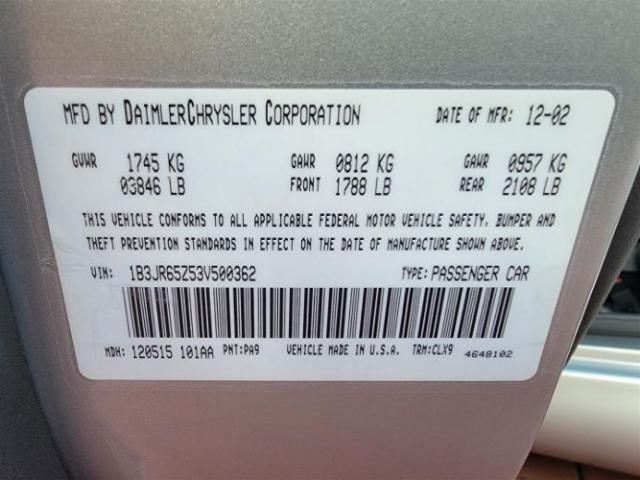 MFD BY DAIMLERCHRYSLER CORPORATION DATE OF MFR: 12-02
GVWR 1745 KG GAWR 0812 KG GAWR 0957 KG
03846 LB FRONT 1788 LB REAR 2108 LB
THIS VEHICLE CONFORMS TO ALL APPLICABLE FEDERAL MOTOR VEHICLE SAFETY, BUMPER AND
THEFT PREVENTION STANDARDS IN EFFECT ON THE DATE OF MANUFACTURE SHOWN ABOVE.
VIN: 1B3JR65Z53V500362 TYPE: PASSENGER CAR
MDH: 120515 101AA PNT:PA9 VEHICLE MADE IN U.S.A. TRM:CLX9 4648102